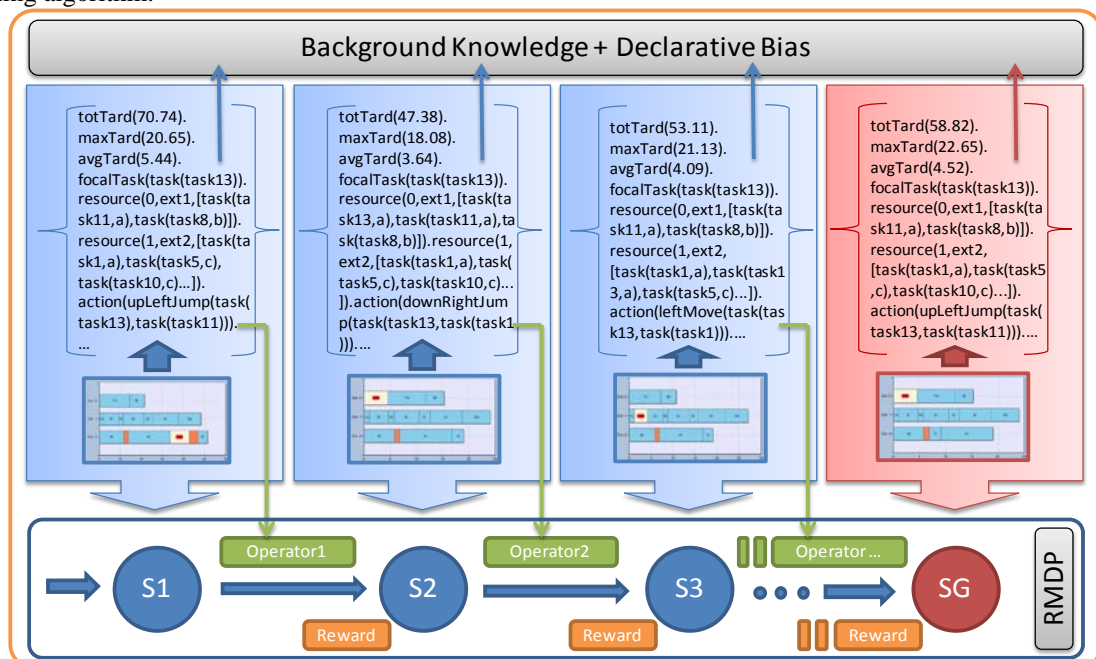 ing algorithm.
Background Knowledge + Declarative Bias
totTard(70.74).
maxTard(20.65).
avgTard(5.44).
focalTask(task(task13)).
resource(0,ext1,[task(ta
sk11,a),task(task8,b)]).
resource(1,ext2,[task(ta
sk1,a),task(task5,c),
task(task10,c)...]).
action(upLeftJump(task(
task13),task(task11))).
...
totTard(47.38).
maxTard(18.08).
avgTard(3.64).
focalTask(task(task13)).
resource(0,ext1,[task(ta
sk13,a),task(task11,a),ta
sk(task8,b)]).resource(1,
ext2,[task(task1,a),task(
task5,c),task(task10,c)...
]).action(downRightJum
p(task(task13,task(task1
)))....
totTard(53.11).
maxTard(21.13).
avgTard(4.09).
focalTask(task(task13)).
resource(0,ext1,[task(ta
sk11,a),task(task8,b)]).
resource(1,ext2,
[task(task1,a),task(task1
3,a),task(task5,c)...]).
action(leftMove(task(tas
k13,task(task1)))....
totTard(58.82).
maxTard(22.65).
avgTard(4.52).
focalTask(task(task13)).
resource(0,ext1,[task(ta
sk11,a),task(task8,b)]).
resource(1,ext2,
[task(task1,a),task(task5
,c),task(task10,c)...]).
action(upLeftJump(task(
task13,task(task11)))....
Operator1
Operator2
Operator ...
S1
S2
S3
SG
Reward
Reward
Reward
RMDP